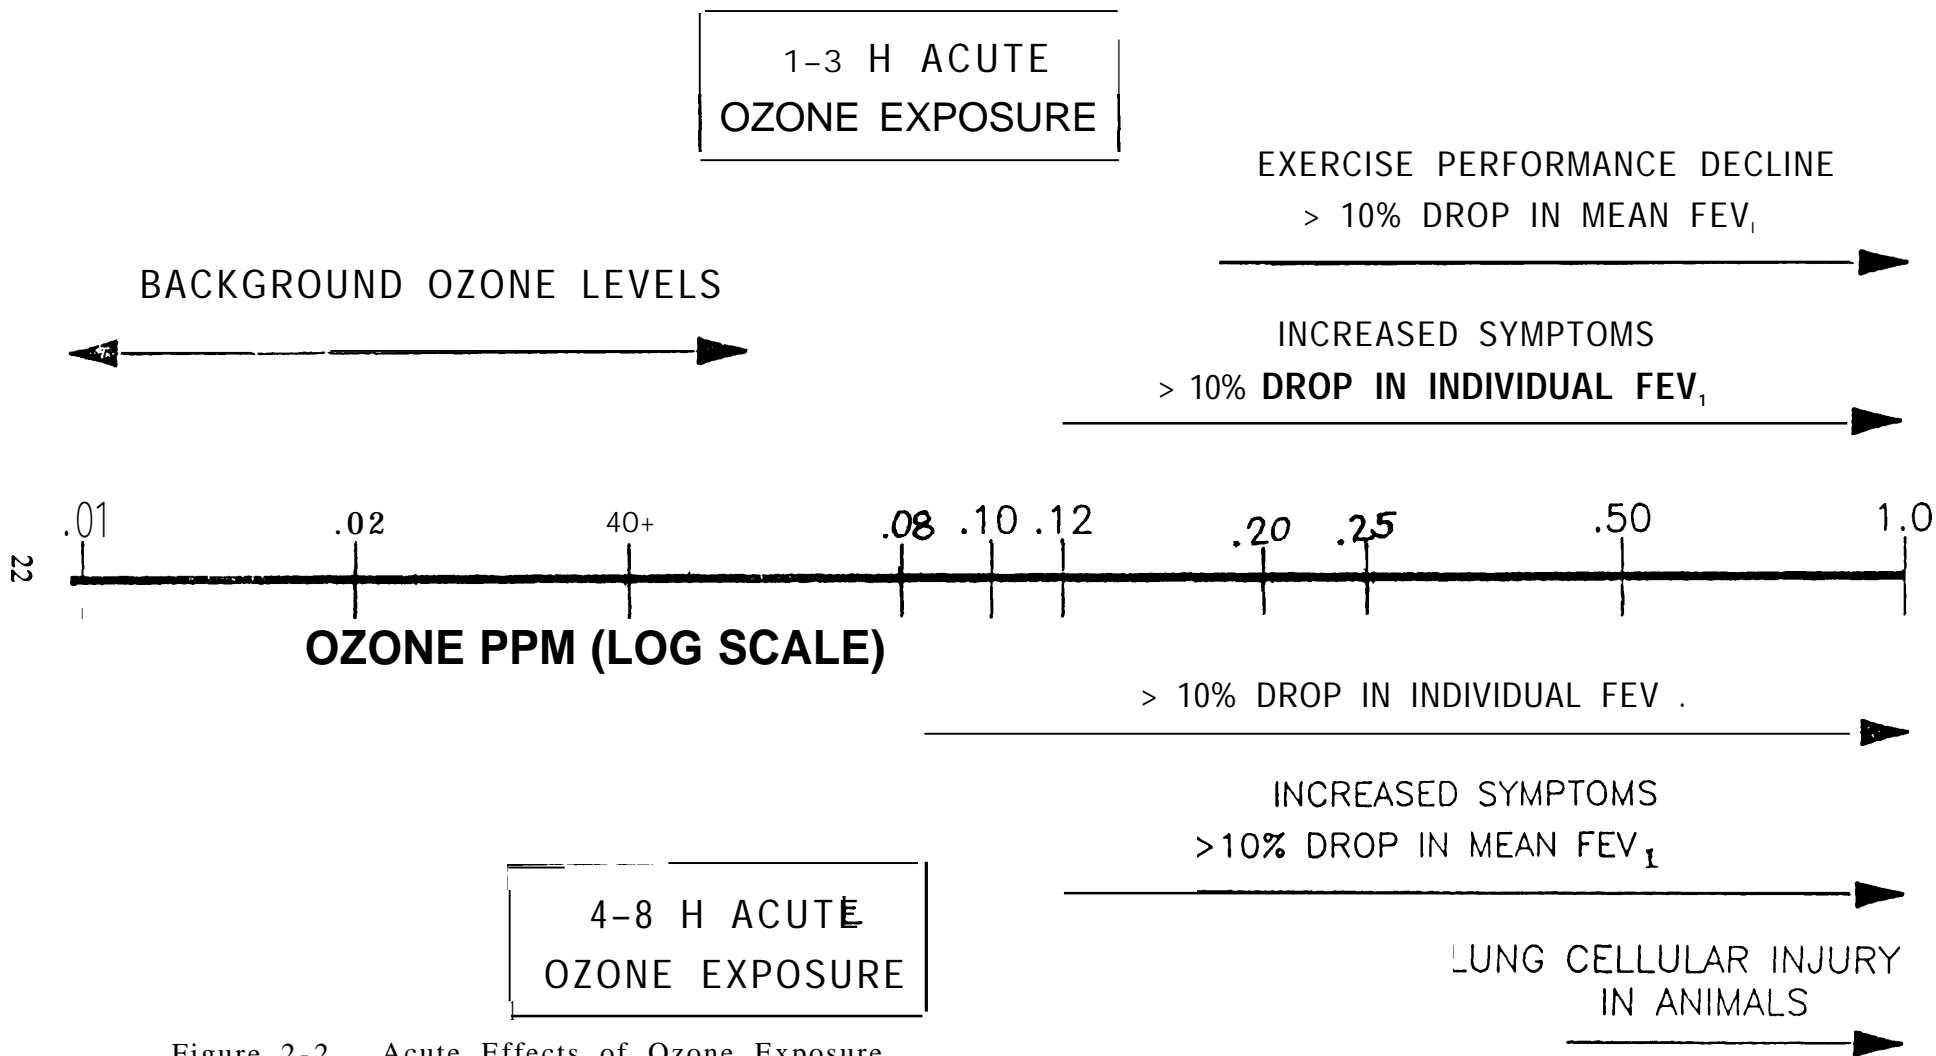 1–3 H ACUTE
OZONE EXPOSURE
EXERCISE PERFORMANCE DECLINE
> 10% DROP IN MEAN FEV₁
BACKGROUND OZONE LEVELS
INCREASED SYMPTOMS
> 10% DROP IN INDIVIDUAL FEV₁
.01 .02 40+ .08 .10 .12 .20 .25 .50 1.0
22
OZONE PPM (LOG SCALE)
> 10% DROP IN INDIVIDUAL FEV .
INCREASED SYMPTOMS
>10% DROP IN MEAN FEV₁
4–8 H ACUTE
OZONE EXPOSURE
LUNG CELLULAR INJURY
IN ANIMALS
Figure 2-2 Acute Effects of Ozone Exposure